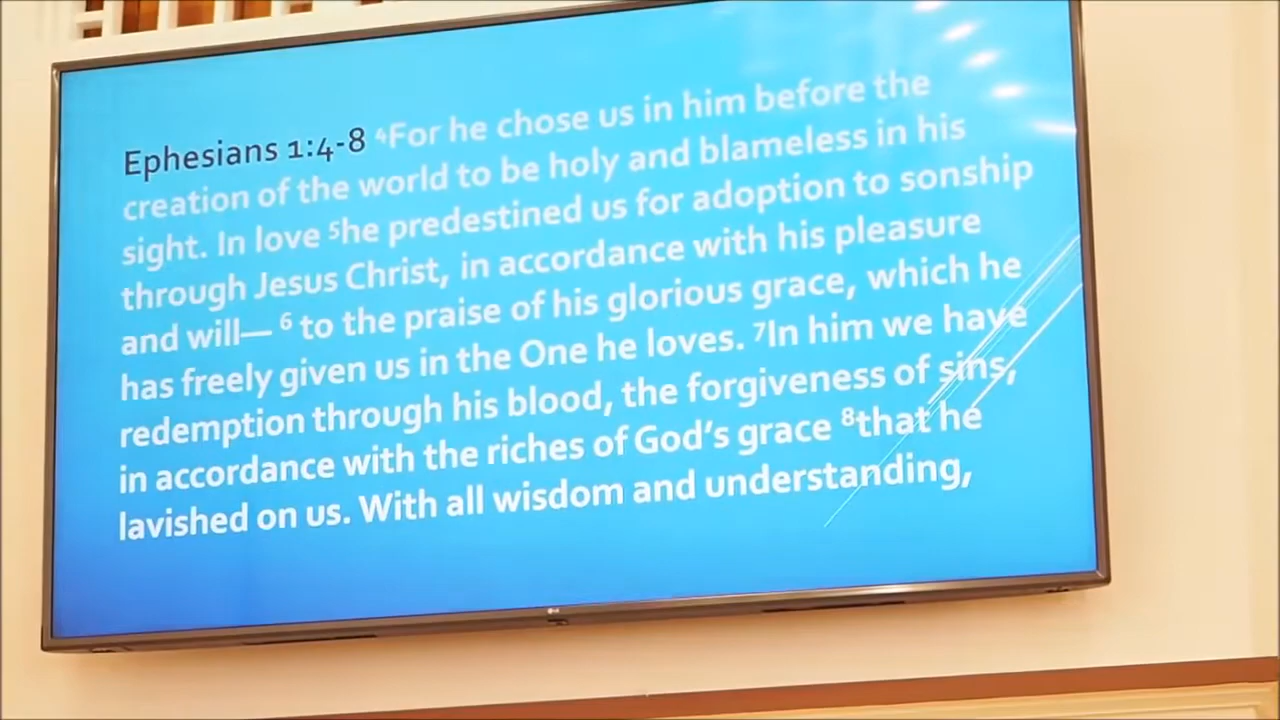 Ephesians 1:4-8 ⁴For he chose us in him before the
creation of the world to be holy and blameless in his
sight. In love ⁵he predestined us for adoption to sonship
through Jesus Christ, in accordance with his pleasure
and will— ⁶ to the praise of his glorious grace, which he
has freely given us in the One he loves. ⁷In him we have
redemption through his blood, the forgiveness of sins,
in accordance with the riches of God's grace ⁸that he
lavished on us. With all wisdom and understanding,